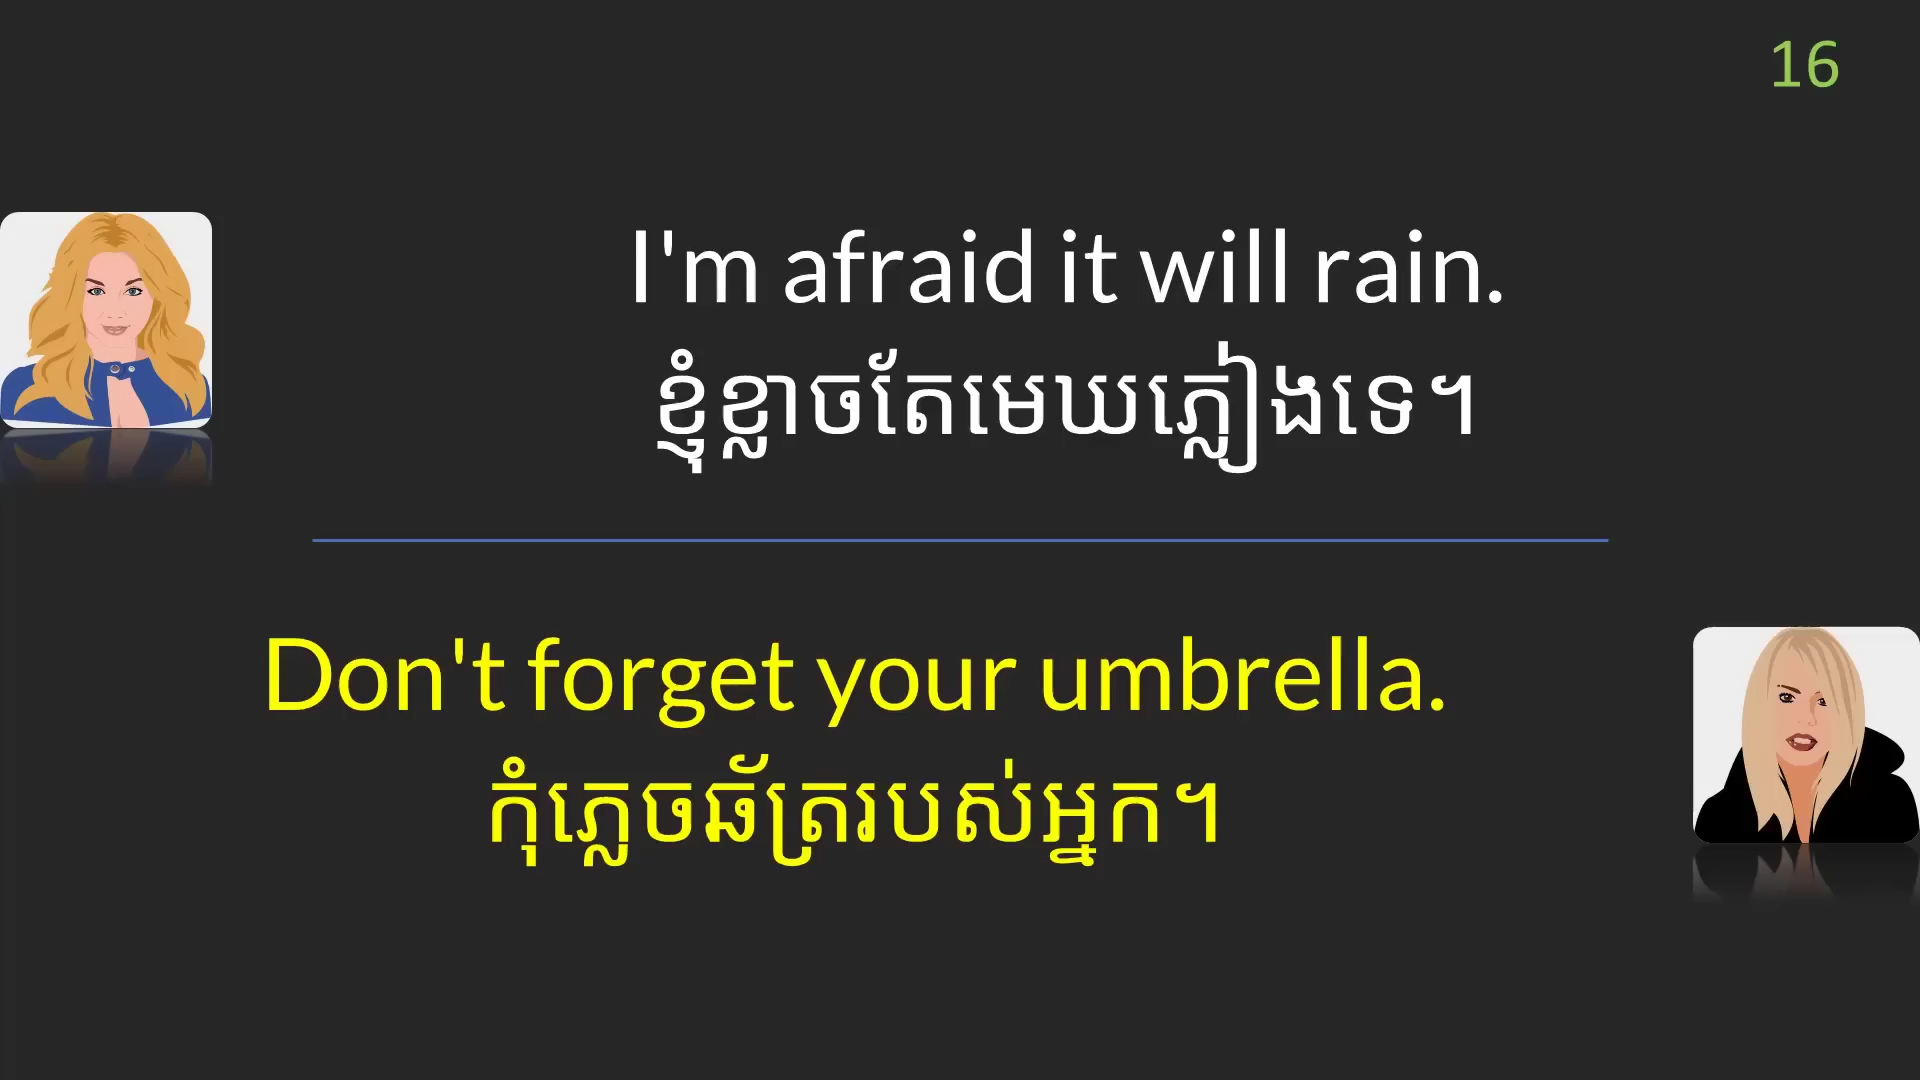 16
I'm afraid it will rain.
ខ្ញុំខ្លាចតែមេឃភ្លៀងទេ។
Don't forget your umbrella.
កុំភ្លេចឆ័ត្ររបស់អ្នក។